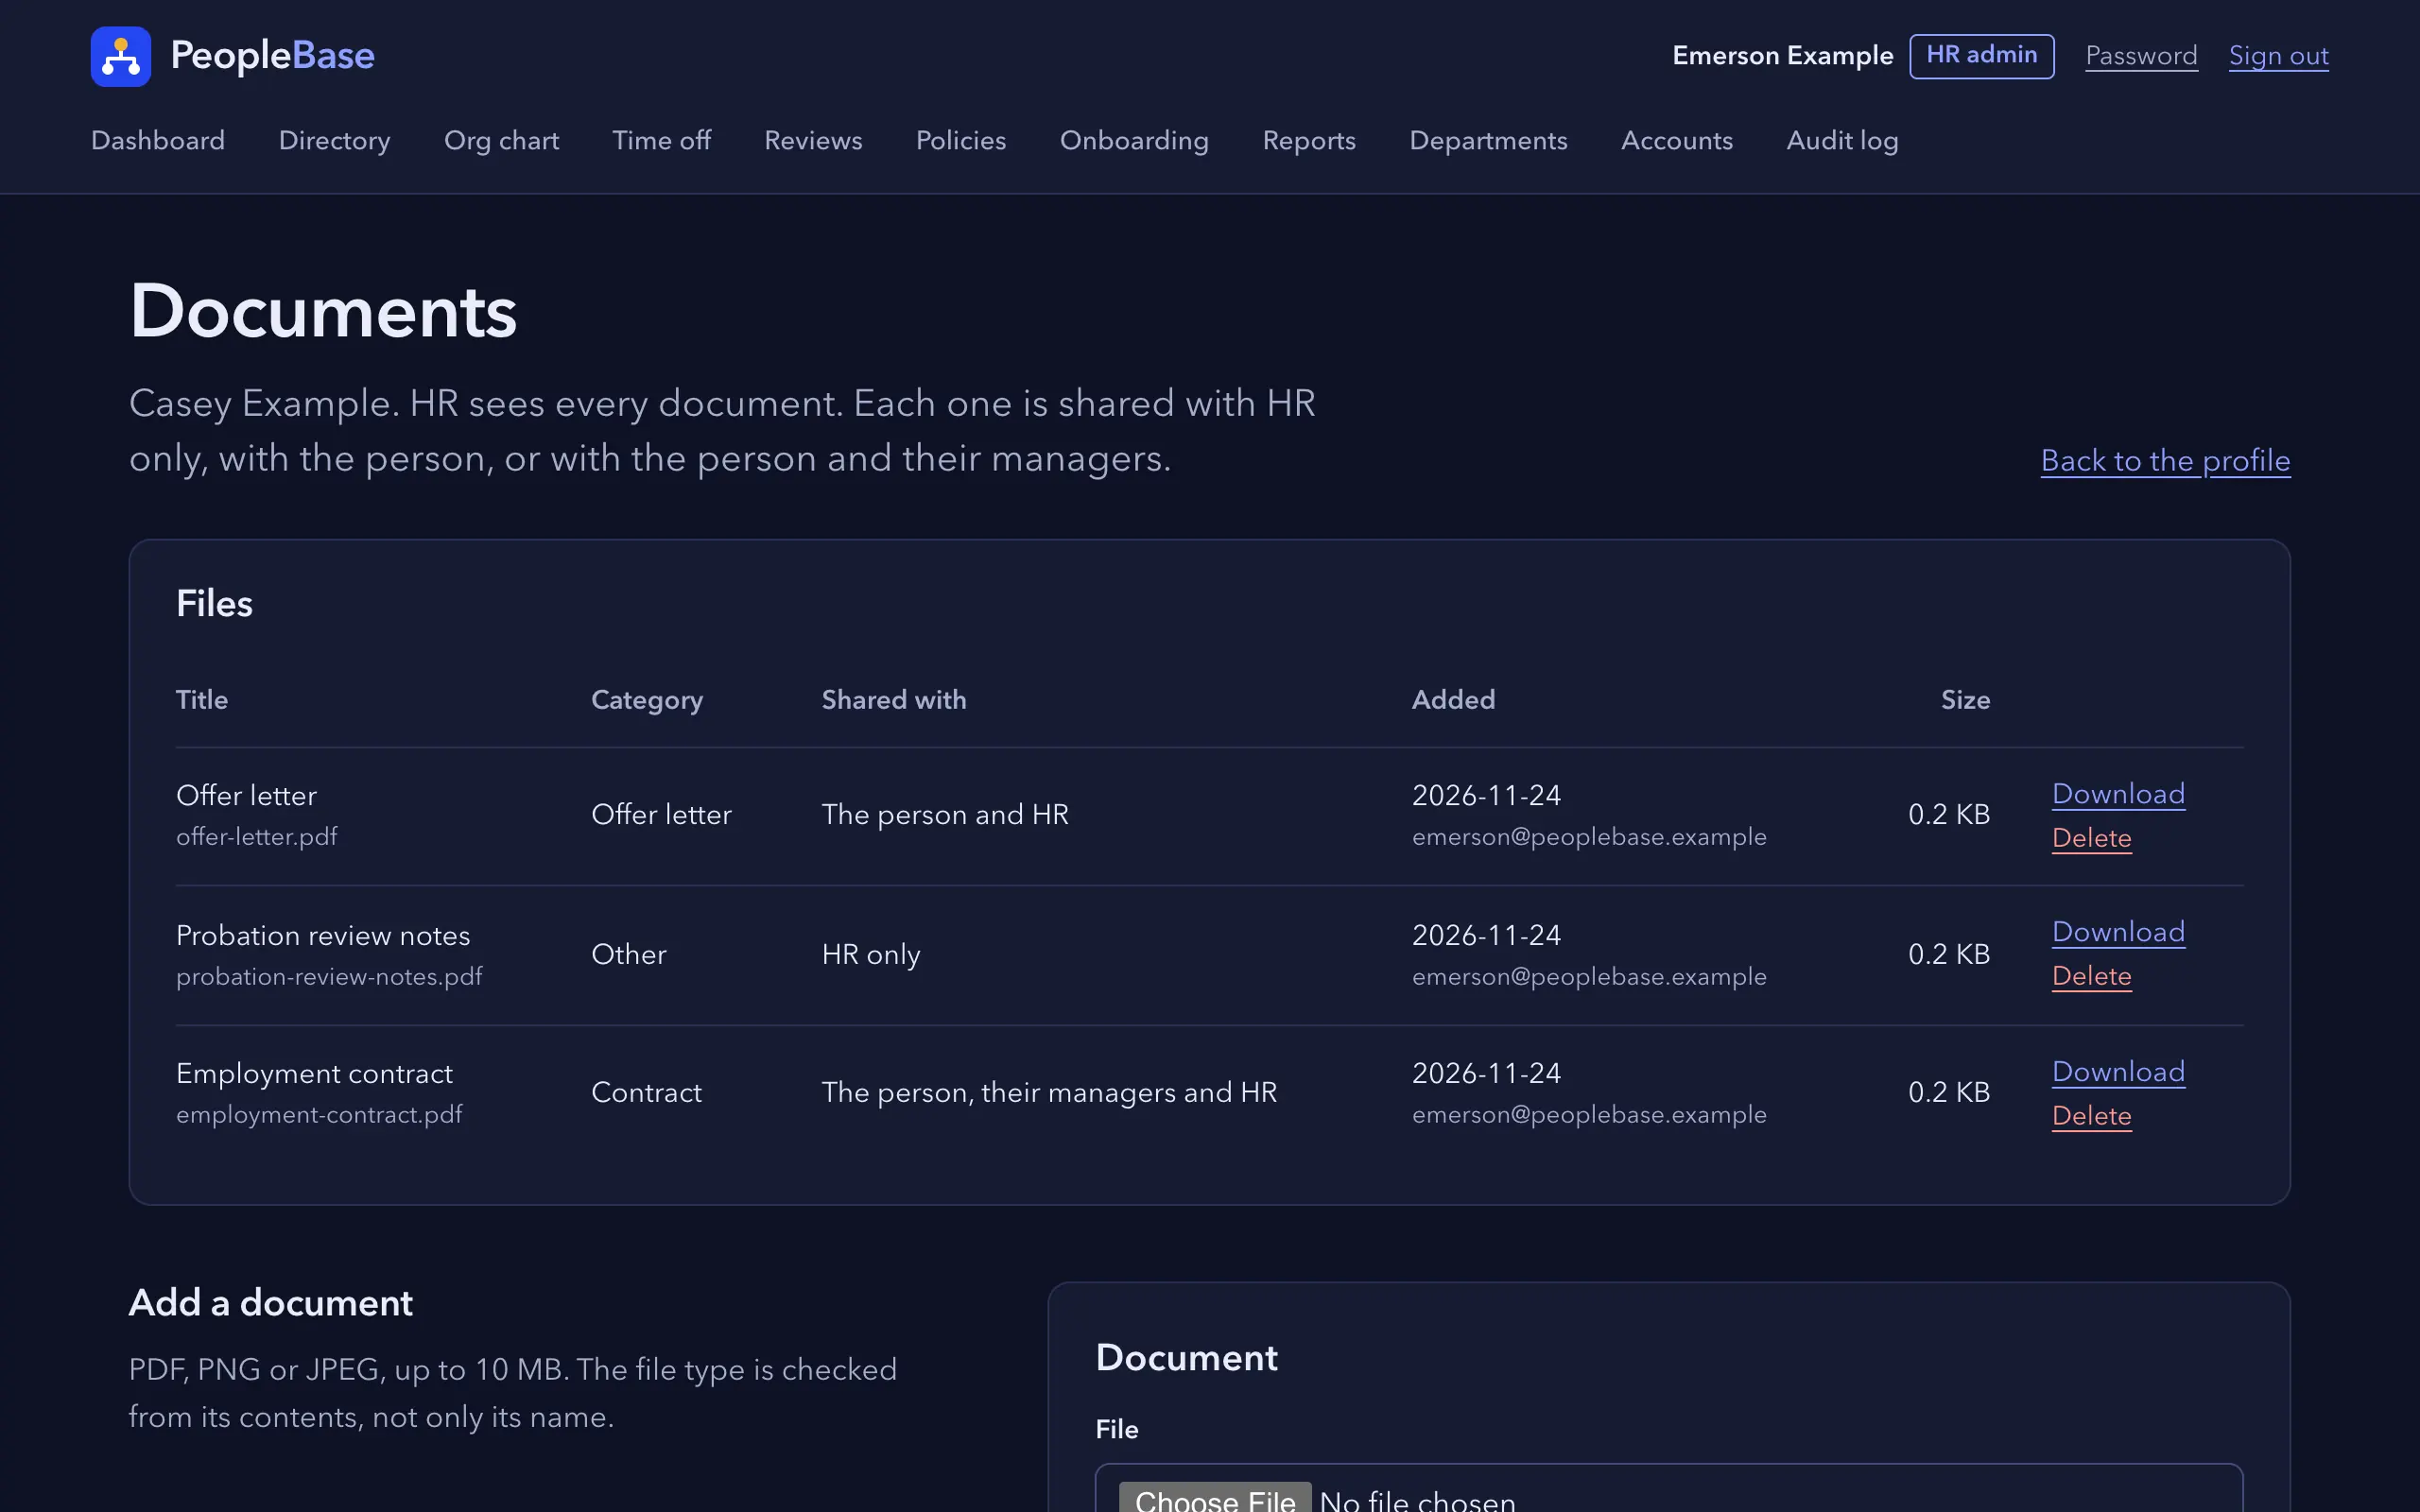 PeopleBase
Emerson Example HR admin Password Sign out
Dashboard Directory Org chart Time off Reviews Policies Onboarding Reports Departments Accounts Audit log
Documents
Casey Example. HR sees every document. Each one is shared with HR
only, with the person, or with the person and their managers.
Back to the profile
Files
Title Category Shared with Added Size
Offer letter
offer-letter.pdf
Offer letter
The person and HR
2026-11-24
emerson@peoplebase.example
0.2 KB
Download
Delete
Probation review notes
probation-review-notes.pdf
Other
HR only
2026-11-24
emerson@peoplebase.example
0.2 KB
Download
Delete
Employment contract
employment-contract.pdf
Contract
The person, their managers and HR
2026-11-24
emerson@peoplebase.example
0.2 KB
Download
Delete
Add a document
PDF, PNG or JPEG, up to 10 MB. The file type is checked
from its contents, not only its name.
Document
File
Choose File No file chosen